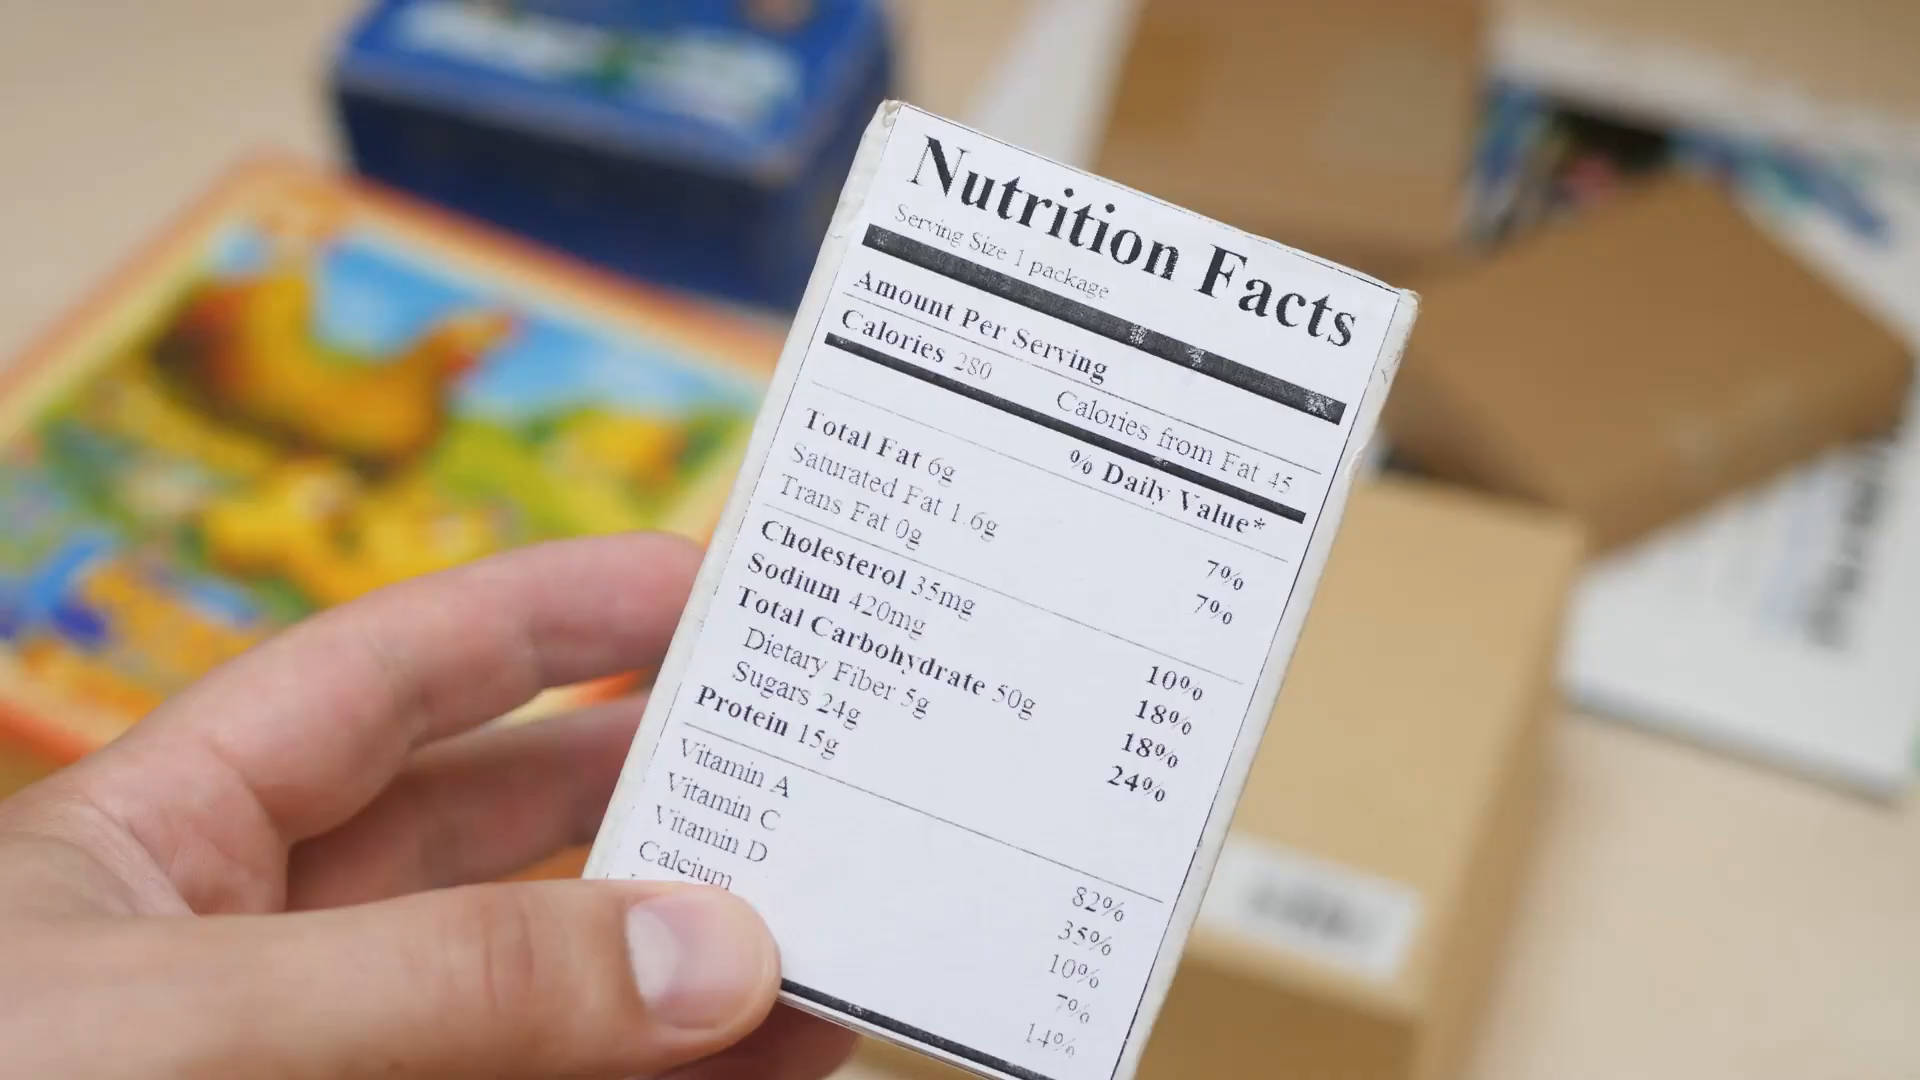 Nutrition Facts
Serving Size 1 package
Amount Per Serving
Calories 280 Calories from Fat 45
% Daily Value*
Total Fat 6g 7%
Saturated Fat 1.6g 7%
Trans Fat 0g
Cholesterol 35mg 10%
Sodium 420mg 18%
Total Carbohydrate 50g 18%
Dietary Fiber 5g 24%
Sugars 24g
Protein 15g
Vitamin A 82%
Vitamin C 35%
Vitamin D 10%
Calcium 7%
14%